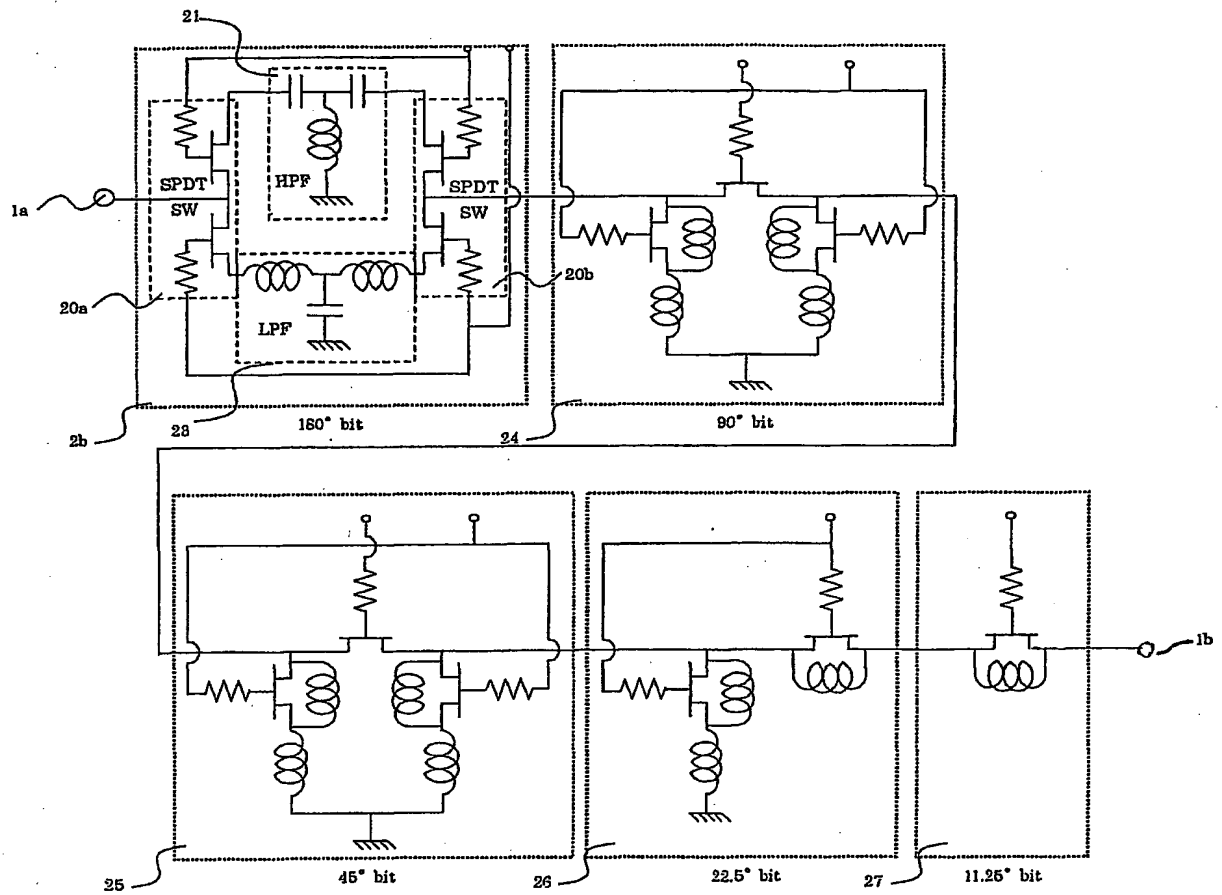 21
SPDT
SW
HPF
SPDT
SW
1a
20a
20b
LPF
2b
23
180° bit
24
90° bit
1b
25
45° bit
26
22.5° bit
27
11.25° bit